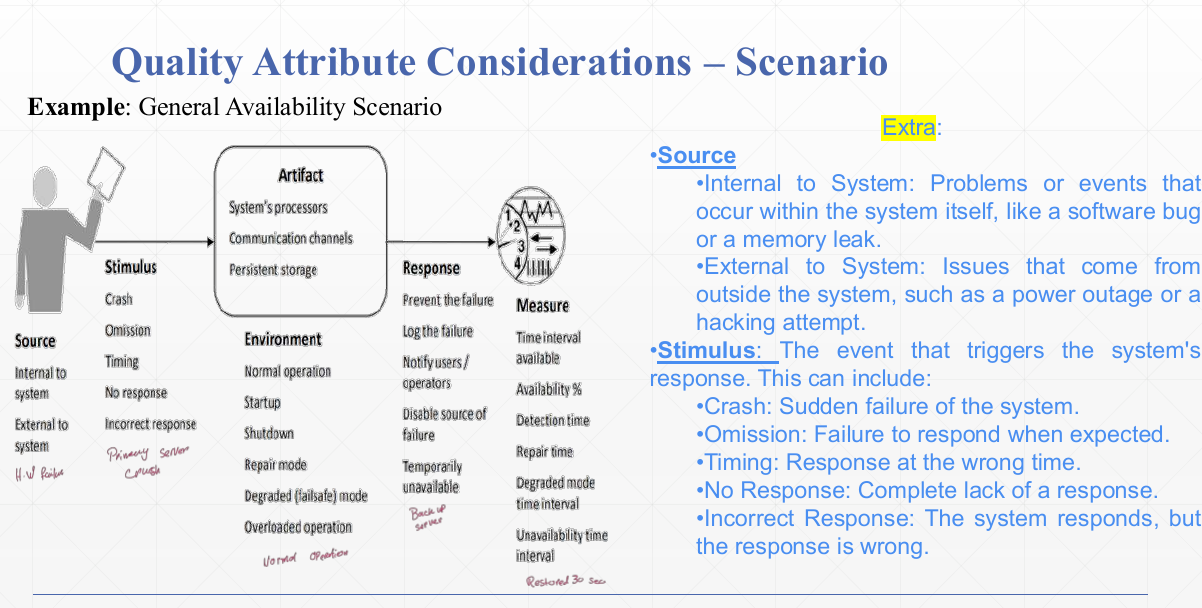 Quality Attribute Considerations – Scenario
Example: General Availability Scenario
Artifact
System's processors
Communication channels
Persistent storage
1
2
3
4
Source
Internal to
system
External to
system
H.W Failure
Stimulus
Crash
Omission
Timing
No response
Incorrect response
Primary server
crush
Environment
Normal operation
Startup
Shutdown
Repair mode
Degraded (failsafe) mode
Overloaded operation
Normal operation
Response
Prevent the failure
Log the failure
Notify users /
operators
Disable source of
failure
Temporarily
unavailable
Back up
server
Measure
Time interval
available
Availability %
Detection time
Repair time
Degraded mode
time interval
Unavailability time
interval
Restored 30 sec
Extra:
•Source
•Internal to System: Problems or events that
occur within the system itself, like a software bug
or a memory leak.
•External to System: Issues that come from
outside the system, such as a power outage or a
hacking attempt.
•Stimulus: The event that triggers the system's
response. This can include:
•Crash: Sudden failure of the system.
•Omission: Failure to respond when expected.
•Timing: Response at the wrong time.
•No Response: Complete lack of a response.
•Incorrect Response: The system responds, but
the response is wrong.